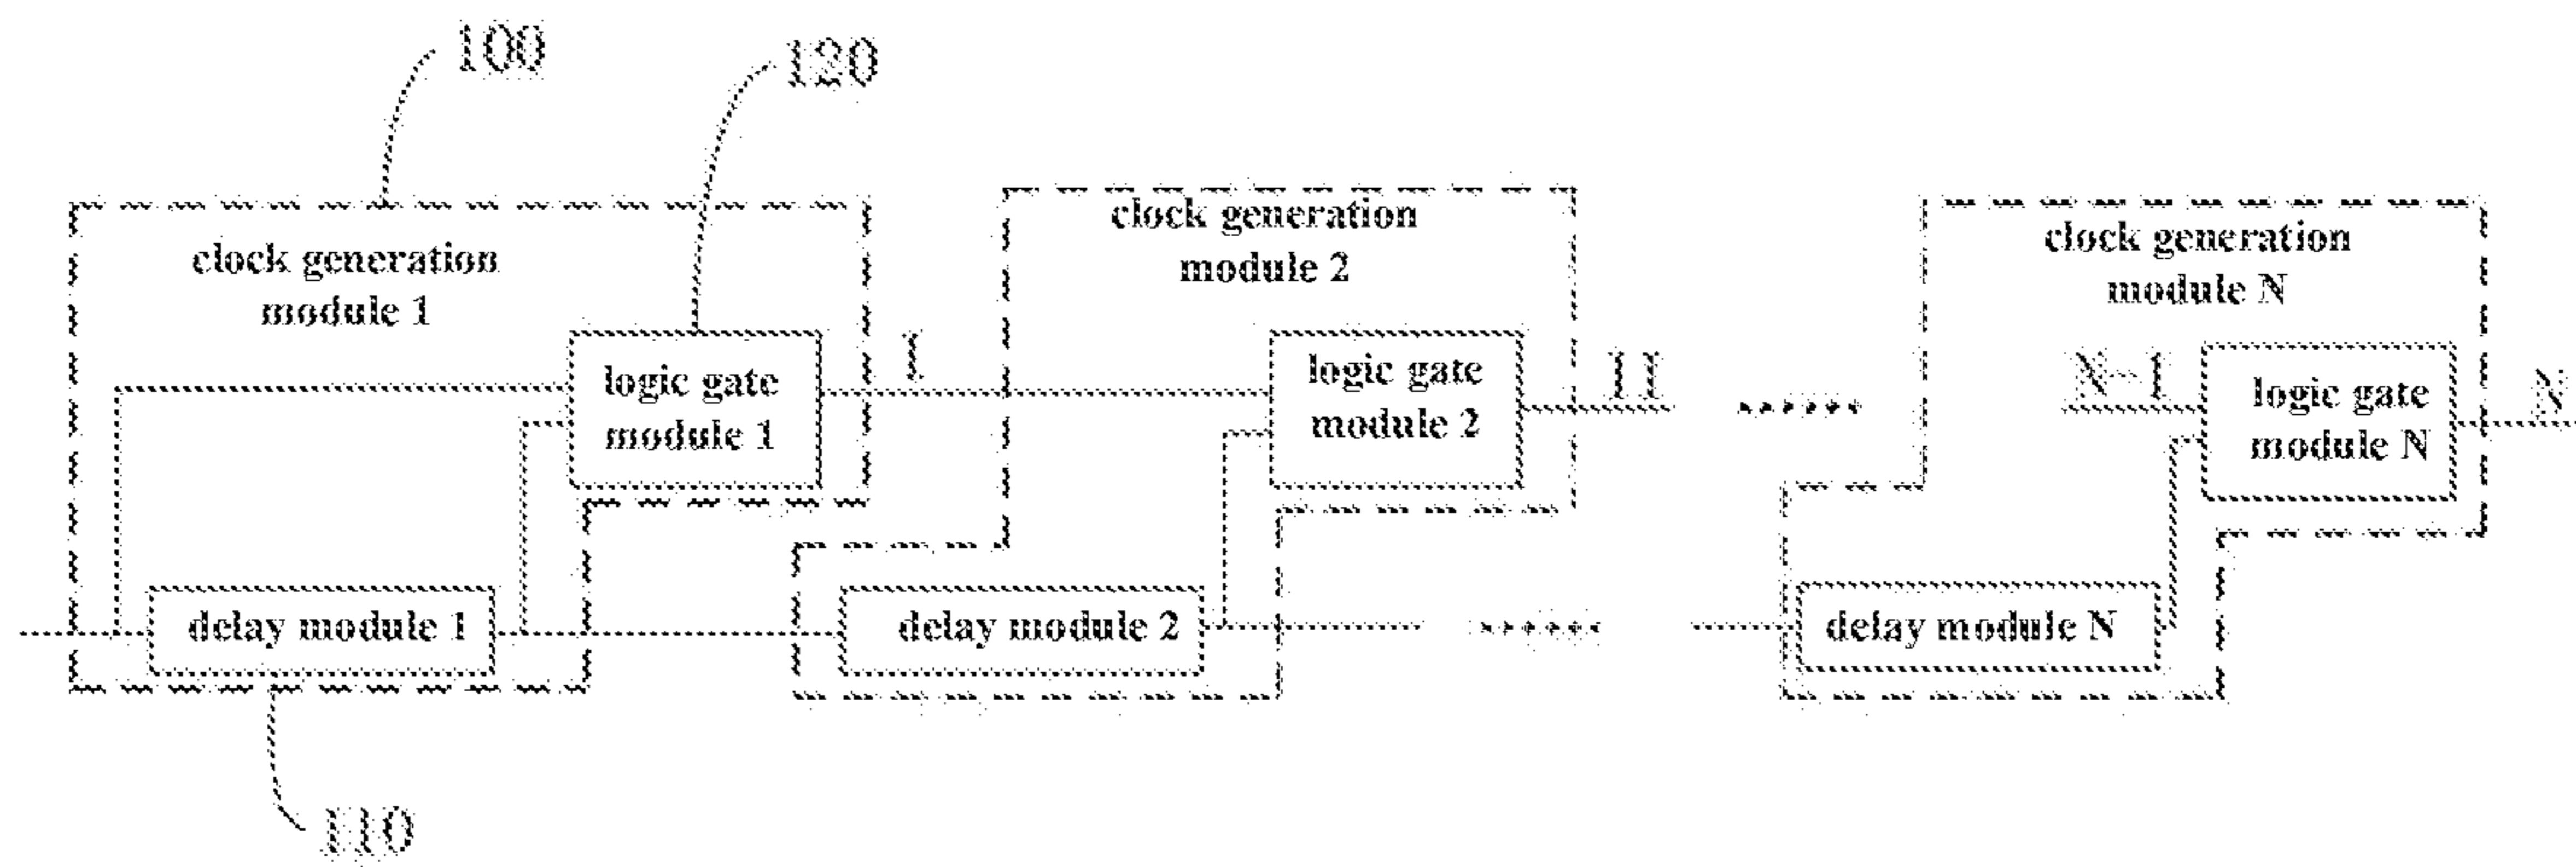 100
120
clock generation
module 1
clock generation
module 2
clock generation
module N
logic gate
module 1
I
logic gate
module 2
II
......
N-1
logic gate
module N
N
delay module 1
delay module 2
......
delay module N
110